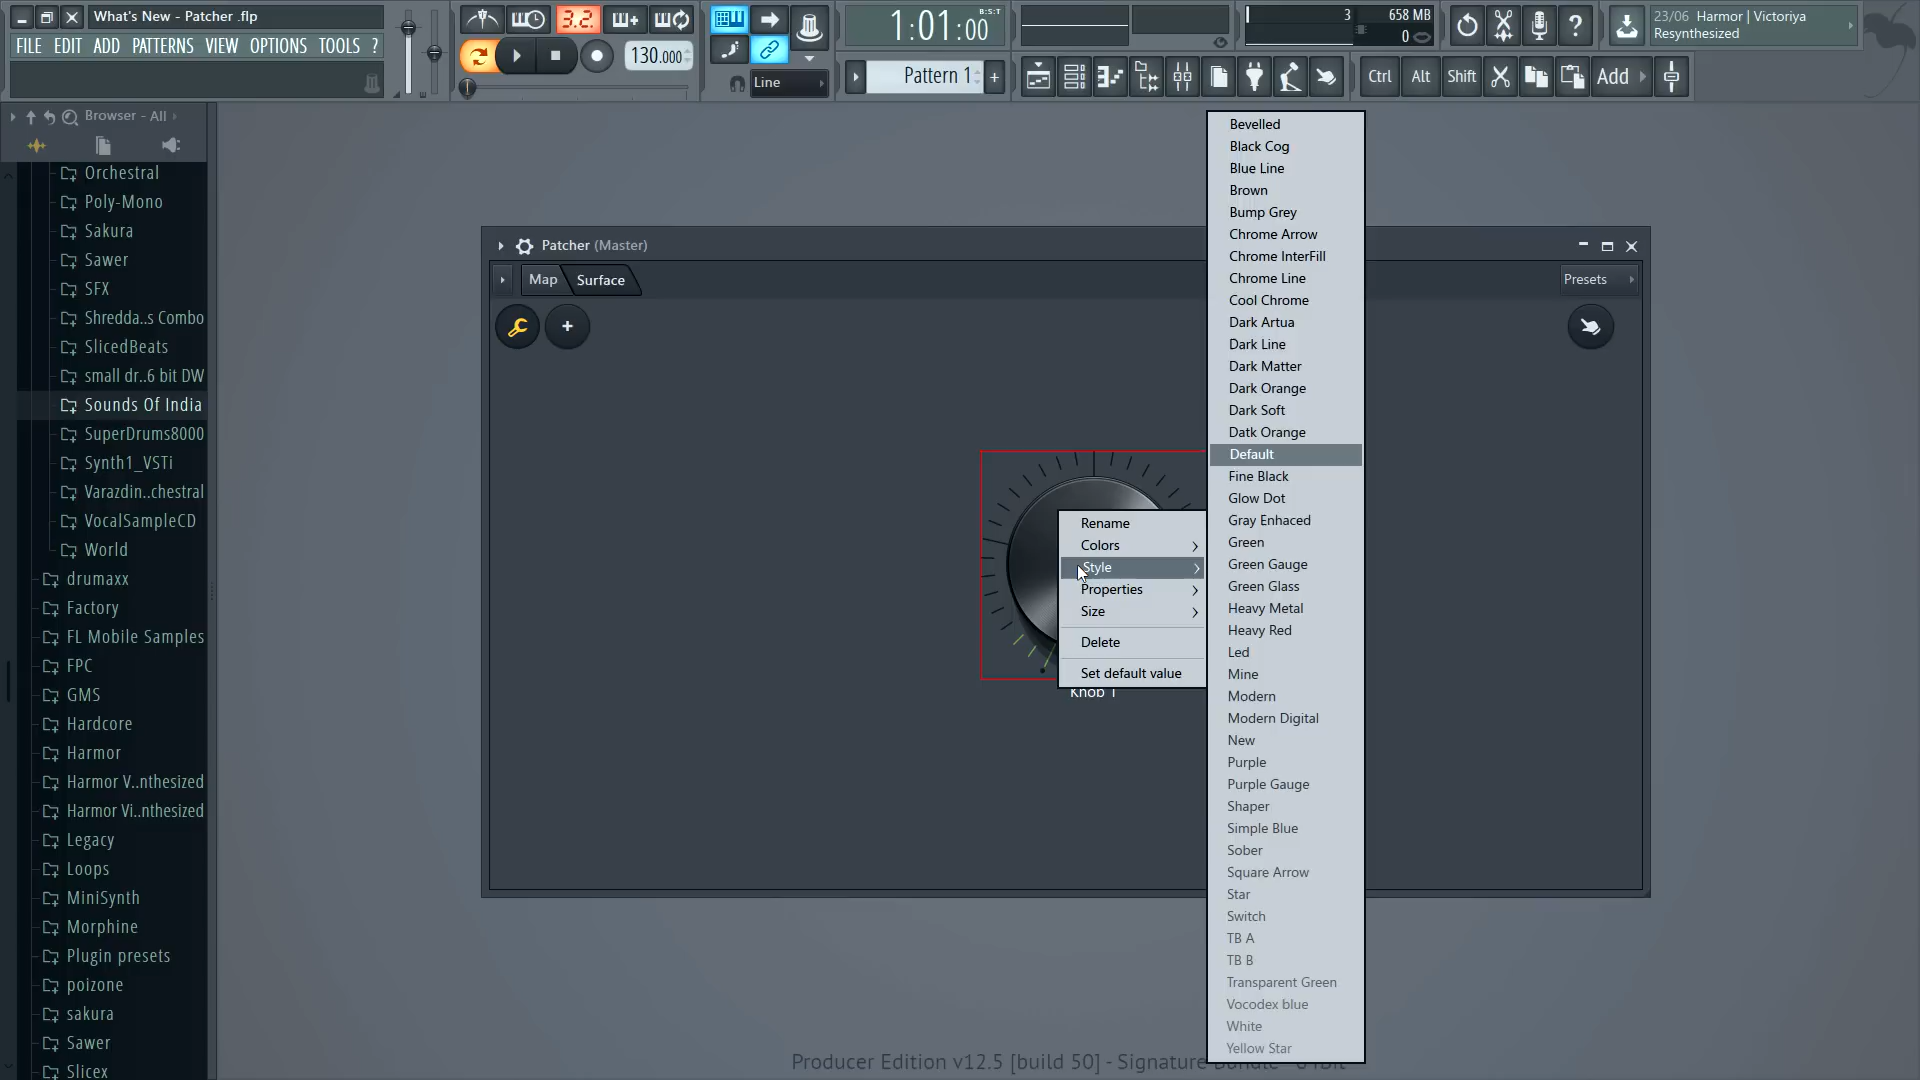 What's New - Patcher .flp
FILE EDIT ADD PATTERNS VIEW OPTIONS TOOLS ?
3.2.
130.000
Line
1:01:00
B:S:T
Pattern 1
+
3
658 MB
0
?
23/06 Harmor | Victoriya
Resynthesized
Ctrl
Alt
Shift
Add
Browser - All
Orchestral
Poly-Mono
Sakura
Sawer
SFX
Shredda..s Combo
SlicedBeats
small dr..6 bit DW
Sounds Of India
SuperDrums8000
Synth1_VSTi
Varazdin..chestral
VocalSampleCD
World
drumaxx
Factory
FL Mobile Samples
FPC
GMS
Hardcore
Harmor
Harmor V..nthesized
Harmor Vi..nthesized
Legacy
Loops
MiniSynth
Morphine
Plugin presets
poizone
sakura
Sawer
Slicex
Patcher (Master)
Map
Surface
Presets
+
Knob 1
Rename
Colors
Style
Properties
Size
Delete
Set default value
Bevelled
Black Cog
Blue Line
Brown
Bump Grey
Chrome Arrow
Chrome InterFill
Chrome Line
Cool Chrome
Dark Artua
Dark Line
Dark Matter
Dark Orange
Dark Soft
Datk Orange
Default
Fine Black
Glow Dot
Gray Enhaced
Green
Green Gauge
Green Glass
Heavy Metal
Heavy Red
Led
Mine
Modern
Modern Digital
New
Purple
Purple Gauge
Shaper
Simple Blue
Sober
Square Arrow
Star
Switch
TB A
TB B
Transparent Green
Vocodex blue
White
Yellow Star
Producer Edition v12.5 [build 50] - Signature